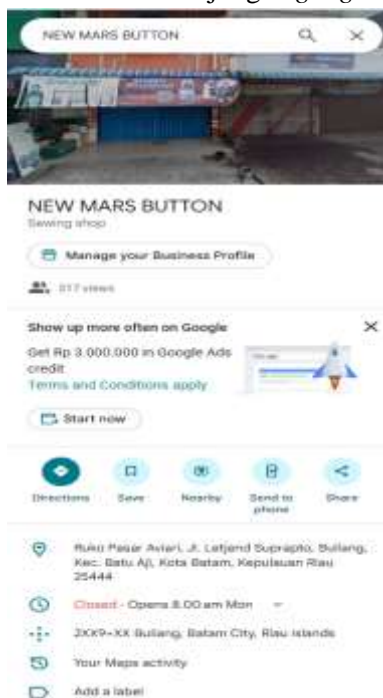 NEW MARS BUTTON
NEW MARS BUTTON
Sewing shop
Manage your Business Profile
917 views
Show up more often on Google
Get Rp 3.000.000 in Google Ads
credit
Terms and Conditions apply
Start now
Directions
Save
Nearby
Send to
phone
Share
Ruko Pasar Aviari, Jl. Letjend Suprapto, Buliang,
Kec. Batu Aji, Kota Batam, Kepulauan Riau
25444
Closed - Opens 8.00 am Mon
2XX9+XX Buliang, Batam City, Riau Islands
Your Maps activity
Add a label